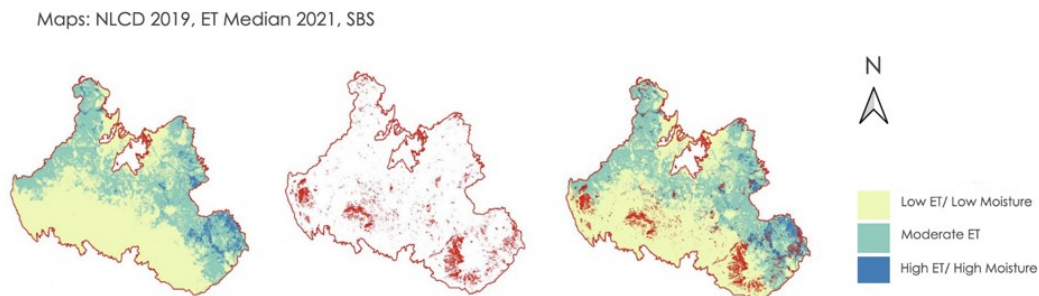 Maps: NLCD 2019, ET Median 2021, SBS
N
Low ET/ Low Moisture
Moderate ET
High ET/ High Moisture